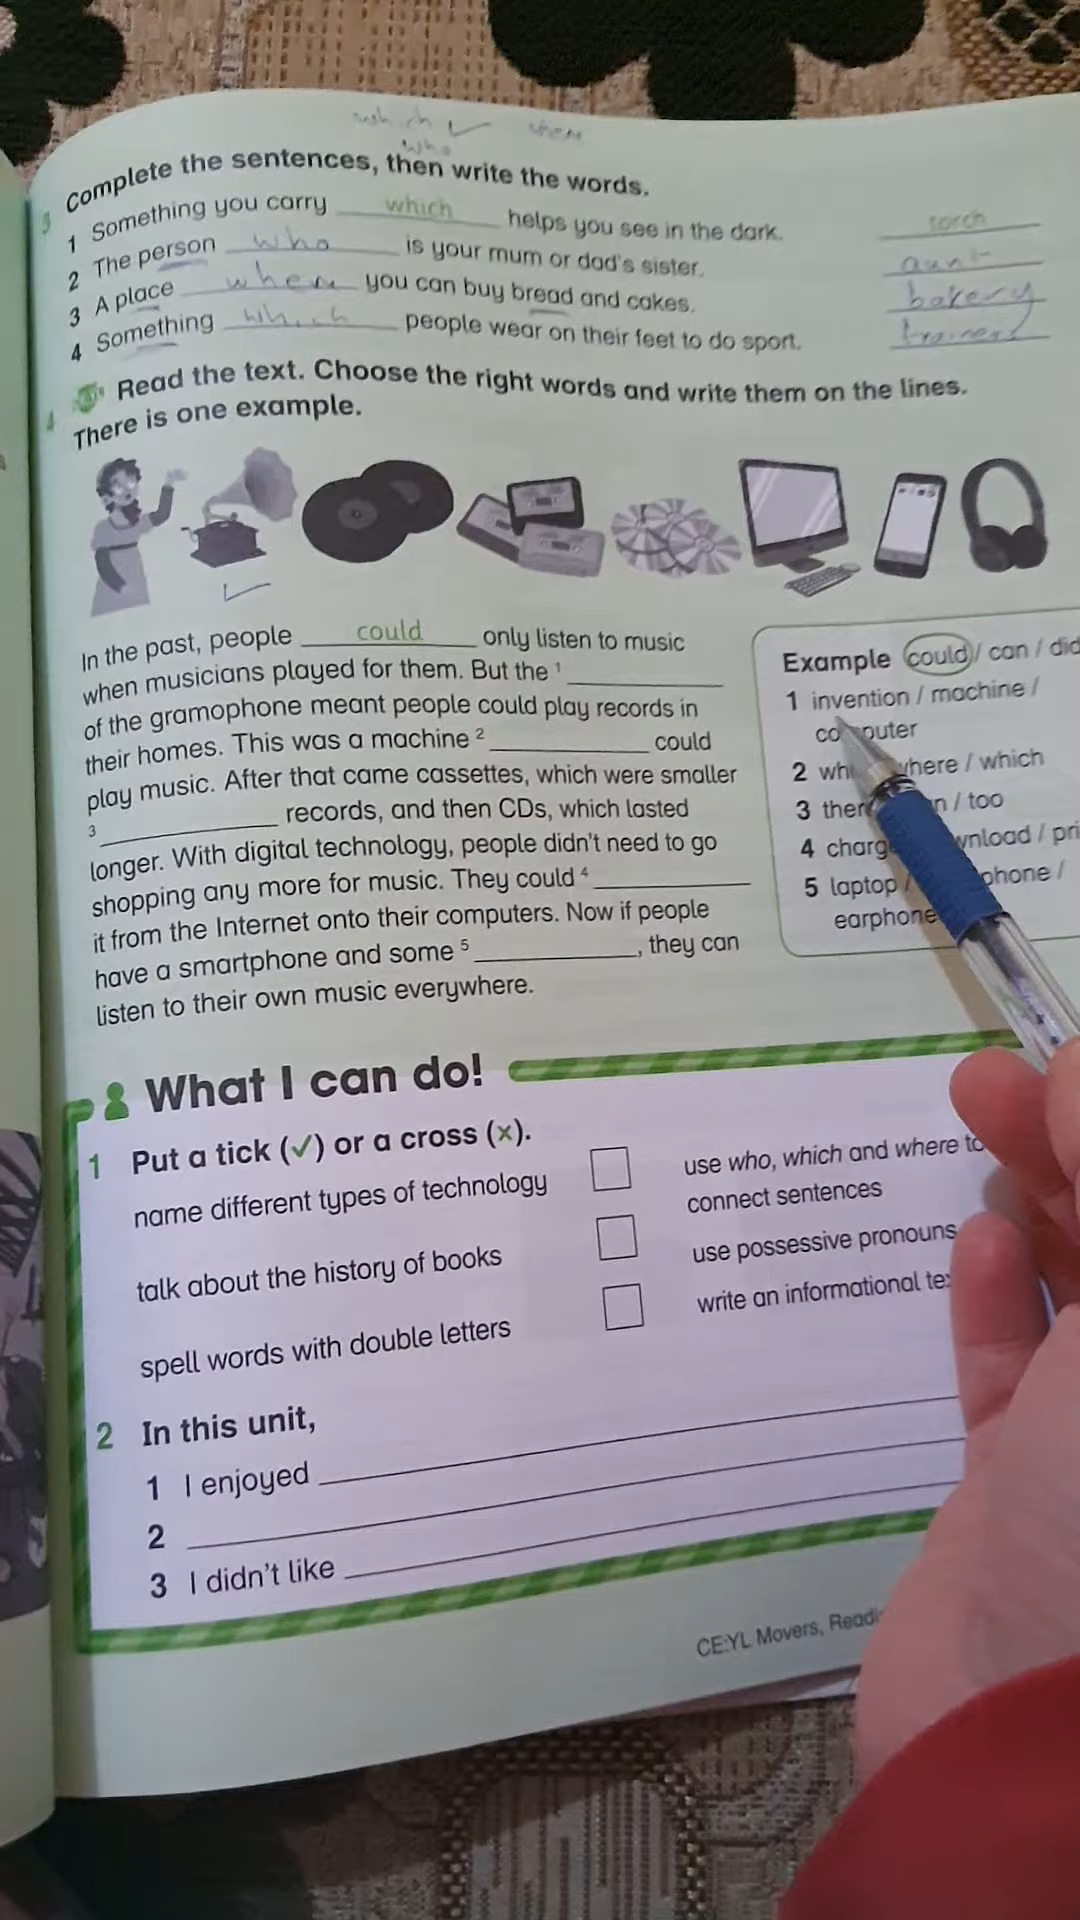 which when
who
3 Complete the sentences, then write the words.
1 Something you carry which helps you see in the dark. torch
2 The person who is your mum or dad's sister. aunt
3 A place when you can buy bread and cakes. bakery
4 Something which people wear on their feet to do sport. trainers
4 Read the text. Choose the right words and write them on the lines.
There is one example.
In the past, people could only listen to music
when musicians played for them. But the 1
of the gramophone meant people could play records in
their homes. This was a machine 2 could
play music. After that came cassettes, which were smaller
3 records, and then CDs, which lasted
longer. With digital technology, people didn't need to go
shopping any more for music. They could 4
it from the Internet onto their computers. Now if people
have a smartphone and some 5, they can
listen to their own music everywhere.
Example could / can / did
1 invention / machine /
computer
2 where / which
3 / too
4 /
5 laptop / phone /
What I can do!
1 Put a tick (✓) or a cross (×).
name different types of technology
talk about the history of books
spell words with double letters
use who, which and where to
connect sentences
use possessive pronouns
write an informational
2 In this unit,
1 I enjoyed
2
3 I didn't like
CE:YL Movers,